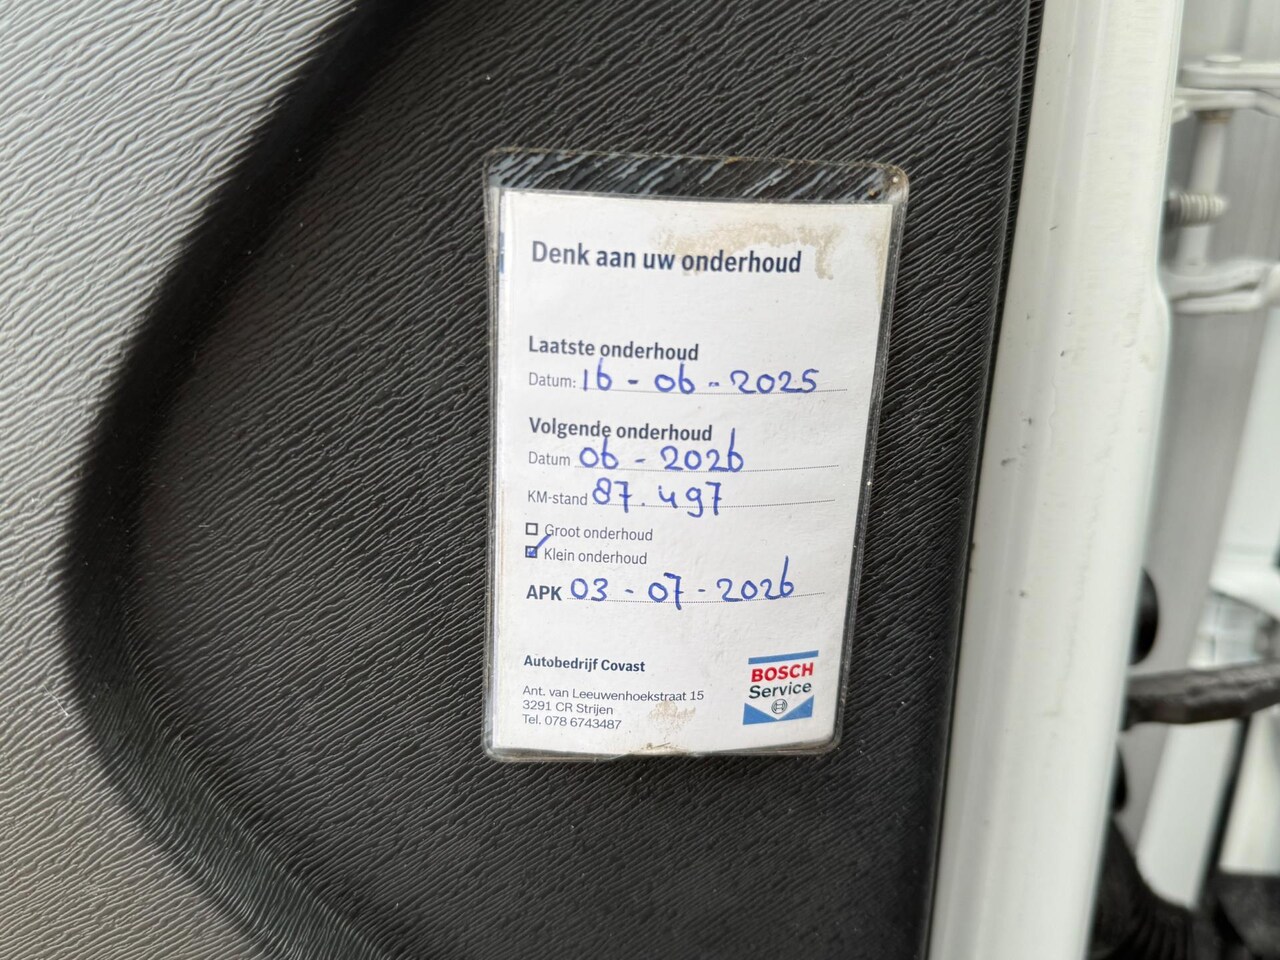 Denk aan uw onderhoud
Laatste onderhoud
Datum: 16 - 06 - 2025
Volgende onderhoud
Datum 06 - 2026
KM-stand 87.497
Groot onderhoud
Klein onderhoud
APK 03 - 07 - 2026
Autobedrijf Covast
Ant. van Leeuwenhoekstraat 15
3291 CR Strijen
Tel. 078 6743487
BOSCH
Service